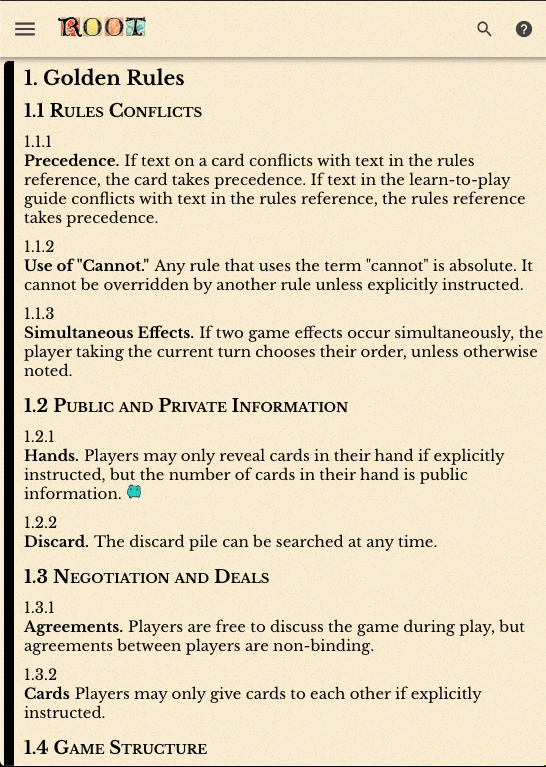 ROOT
1. Golden Rules
1.1 Rules Conflicts
1.1.1
Precedence. If text on a card conflicts with text in the rules
reference, the card takes precedence. If text in the learn-to-play
guide conflicts with text in the rules reference, the rules reference
takes precedence.
1.1.2
Use of "Cannot." Any rule that uses the term "cannot" is absolute. It
cannot be overridden by another rule unless explicitly instructed.
1.1.3
Simultaneous Effects. If two game effects occur simultaneously, the
player taking the current turn chooses their order, unless otherwise
noted.
1.2 Public and Private Information
1.2.1
Hands. Players may only reveal cards in their hand if explicitly
instructed, but the number of cards in their hand is public
information.
1.2.2
Discard. The discard pile can be searched at any time.
1.3 Negotiation and Deals
1.3.1
Agreements. Players are free to discuss the game during play, but
agreements between players are non-binding.
1.3.2
Cards Players may only give cards to each other if explicitly
instructed.
1.4 Game Structure